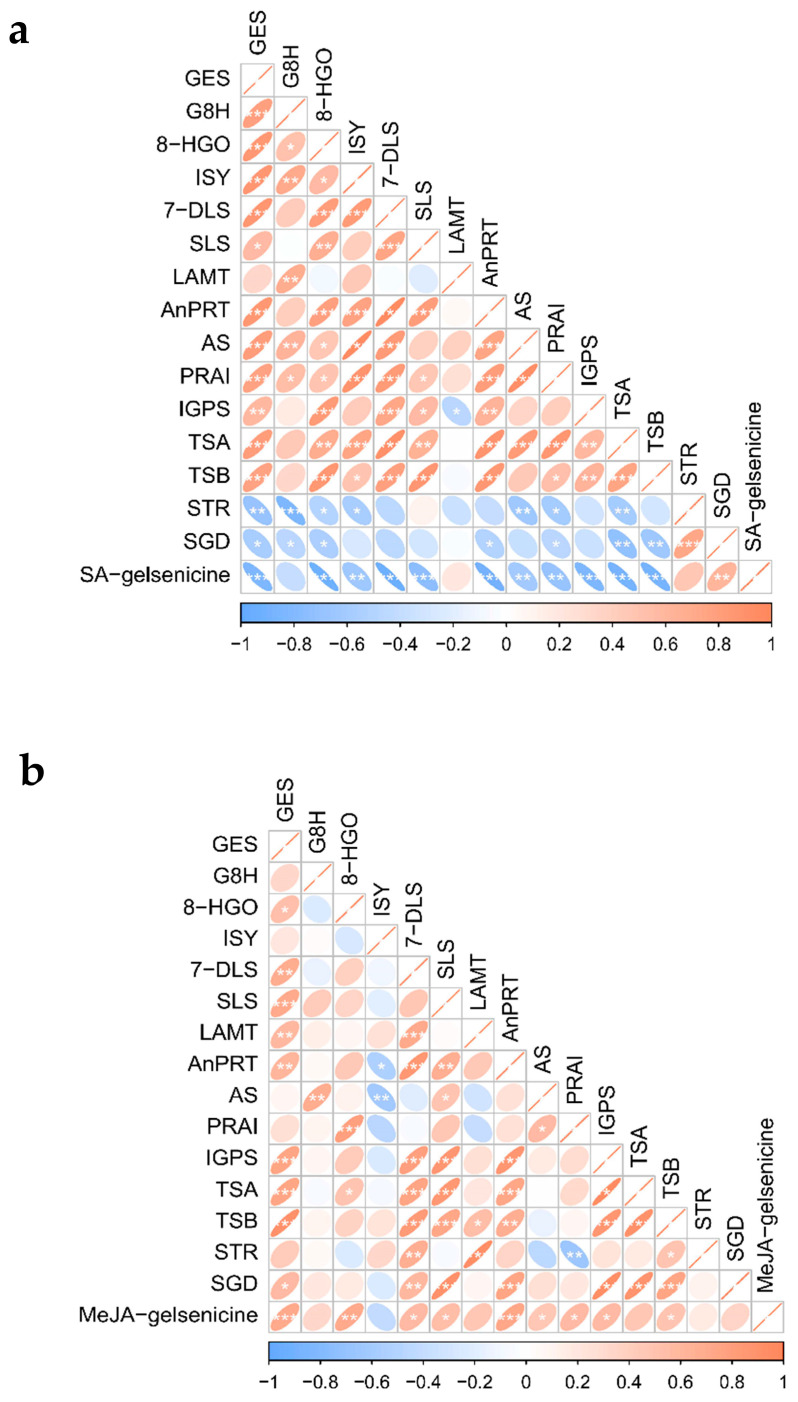 a
GES
G8H
8−HGO
ISY
7−DLS
SLS
LAMT
AnPRT
AS
PRAI
IGPS
TSA
TSB
STR
SGD
SA−gelsenicine
GES
G8H ***
8−HGO *** *
ISY *** ** *
7−DLS *** *** ***
SLS * ** ***
LAMT **
AnPRT *** *** *** *** ***
AS *** ** * * *** ***
PRAI *** * * *** *** * *** *
IGPS ** *** *** * * **
TSA *** ** *** *** ** *** *** *** **
TSB *** *** * *** *** *** * ** ***
STR ** *** * * ** * **
SGD * * * * * ** ** ***
SA−gelsenicine *** *** ** *** *** *** ** ** *** *** *** **
−1 −0.8 −0.6 −0.4 −0.2 0 0.2 0.4 0.6 0.8 1
b
GES
G8H
8−HGO
ISY
7−DLS
SLS
LAMT
AnPRT
AS
PRAI
IGPS
TSA
TSB
STR
SGD
MeJA−gelsenicine
GES
G8H
8−HGO *
ISY
7−DLS **
SLS ***
LAMT ** ***
AnPRT ** * *** **
AS ** ** *
PRAI *** *
IGPS *** *** *** ***
TSA *** * *** *** *** *
TSB *** *** *** * ** *** ***
STR ** *** ** *
SGD * ** *** *** * *** ***
MeJA−gelsenicine *** ** * * *** * * * *
−1 −0.8 −0.6 −0.4 −0.2 0 0.2 0.4 0.6 0.8 1